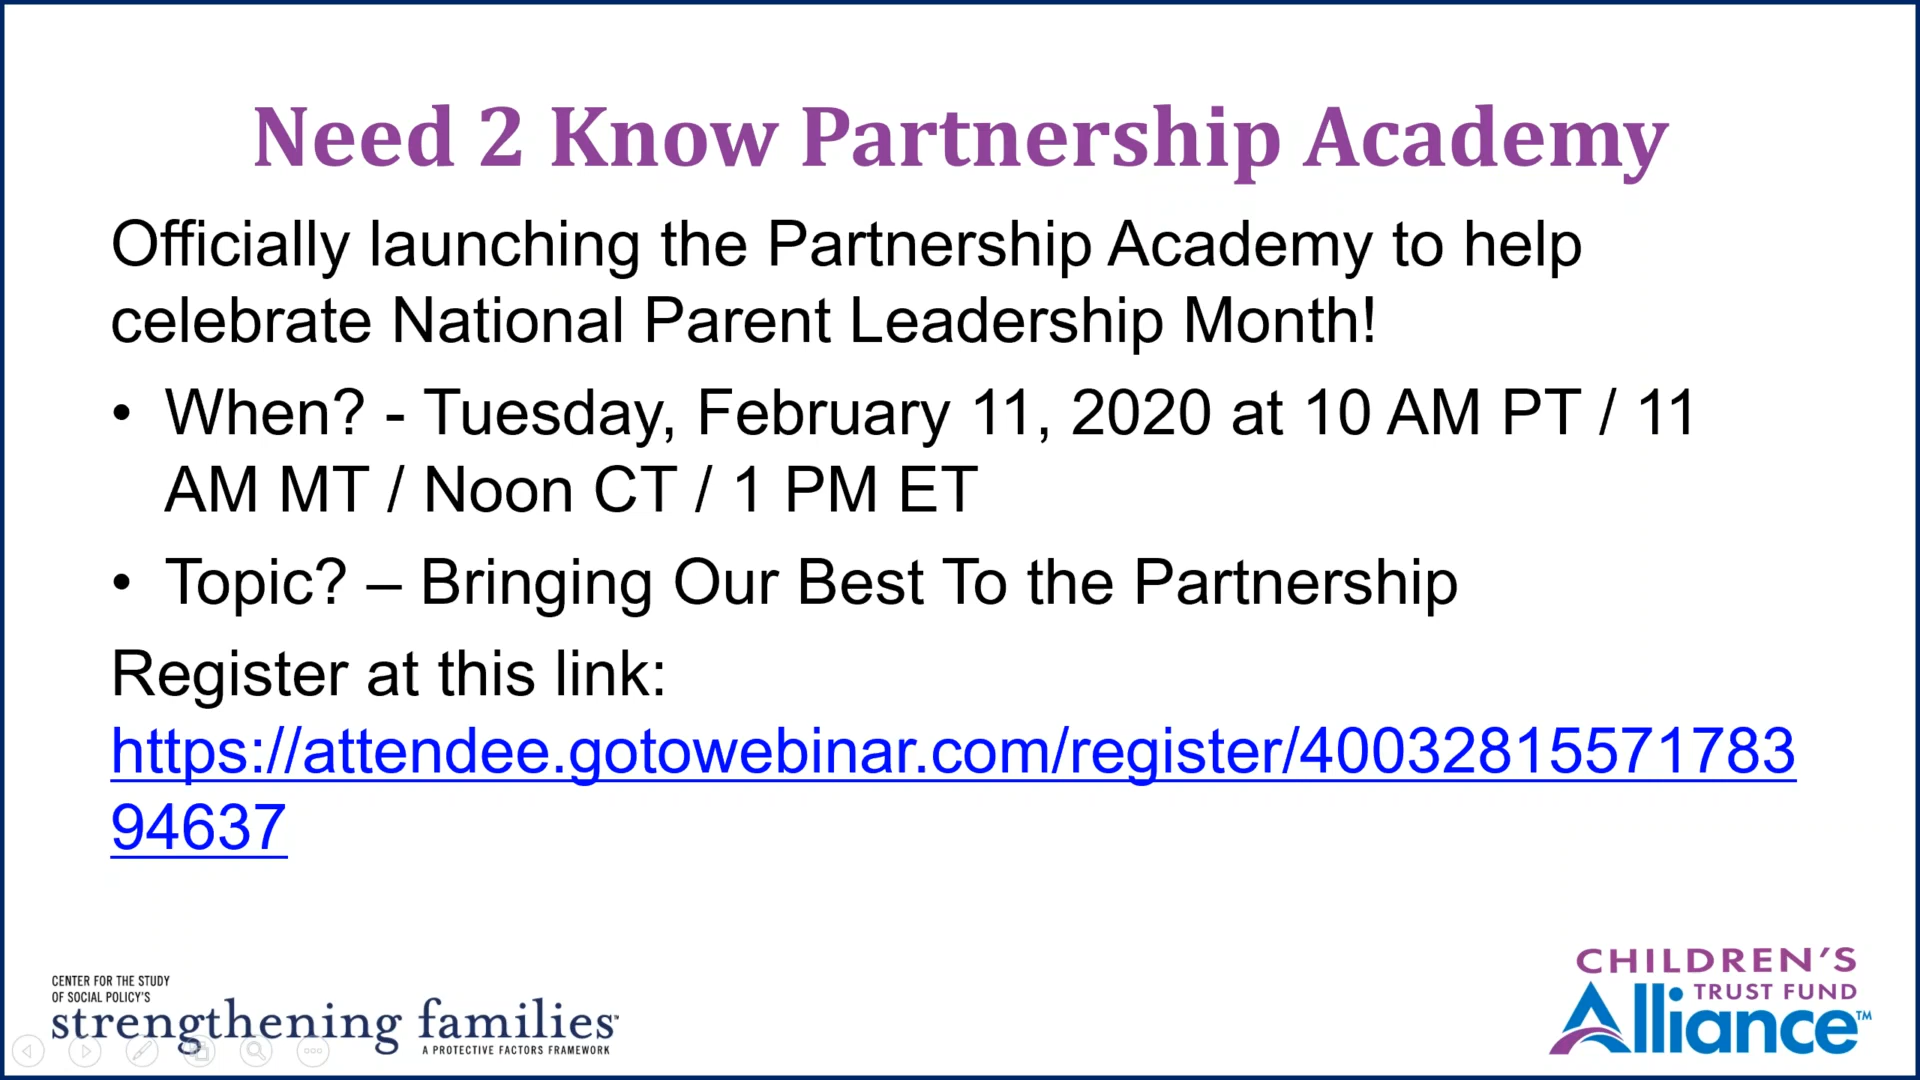 Need 2 Know Partnership Academy
Officially launching the Partnership Academy to help
celebrate National Parent Leadership Month!
• When? - Tuesday, February 11, 2020 at 10 AM PT / 11
AM MT / Noon CT / 1 PM ET
• Topic? – Bringing Our Best To the Partnership
Register at this link:
https://attendee.gotowebinar.com/register/40032815571783
94637
CENTER FOR THE STUDY
OF SOCIAL POLICY'S
strengthening families™
A PROTECTIVE FACTORS FRAMEWORK
CHILDREN'S
TRUST FUND
Alliance™